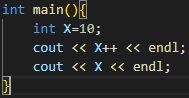 int main(){
    int X=10;
    cout << X++ << endl;
    cout << X << endl;
}